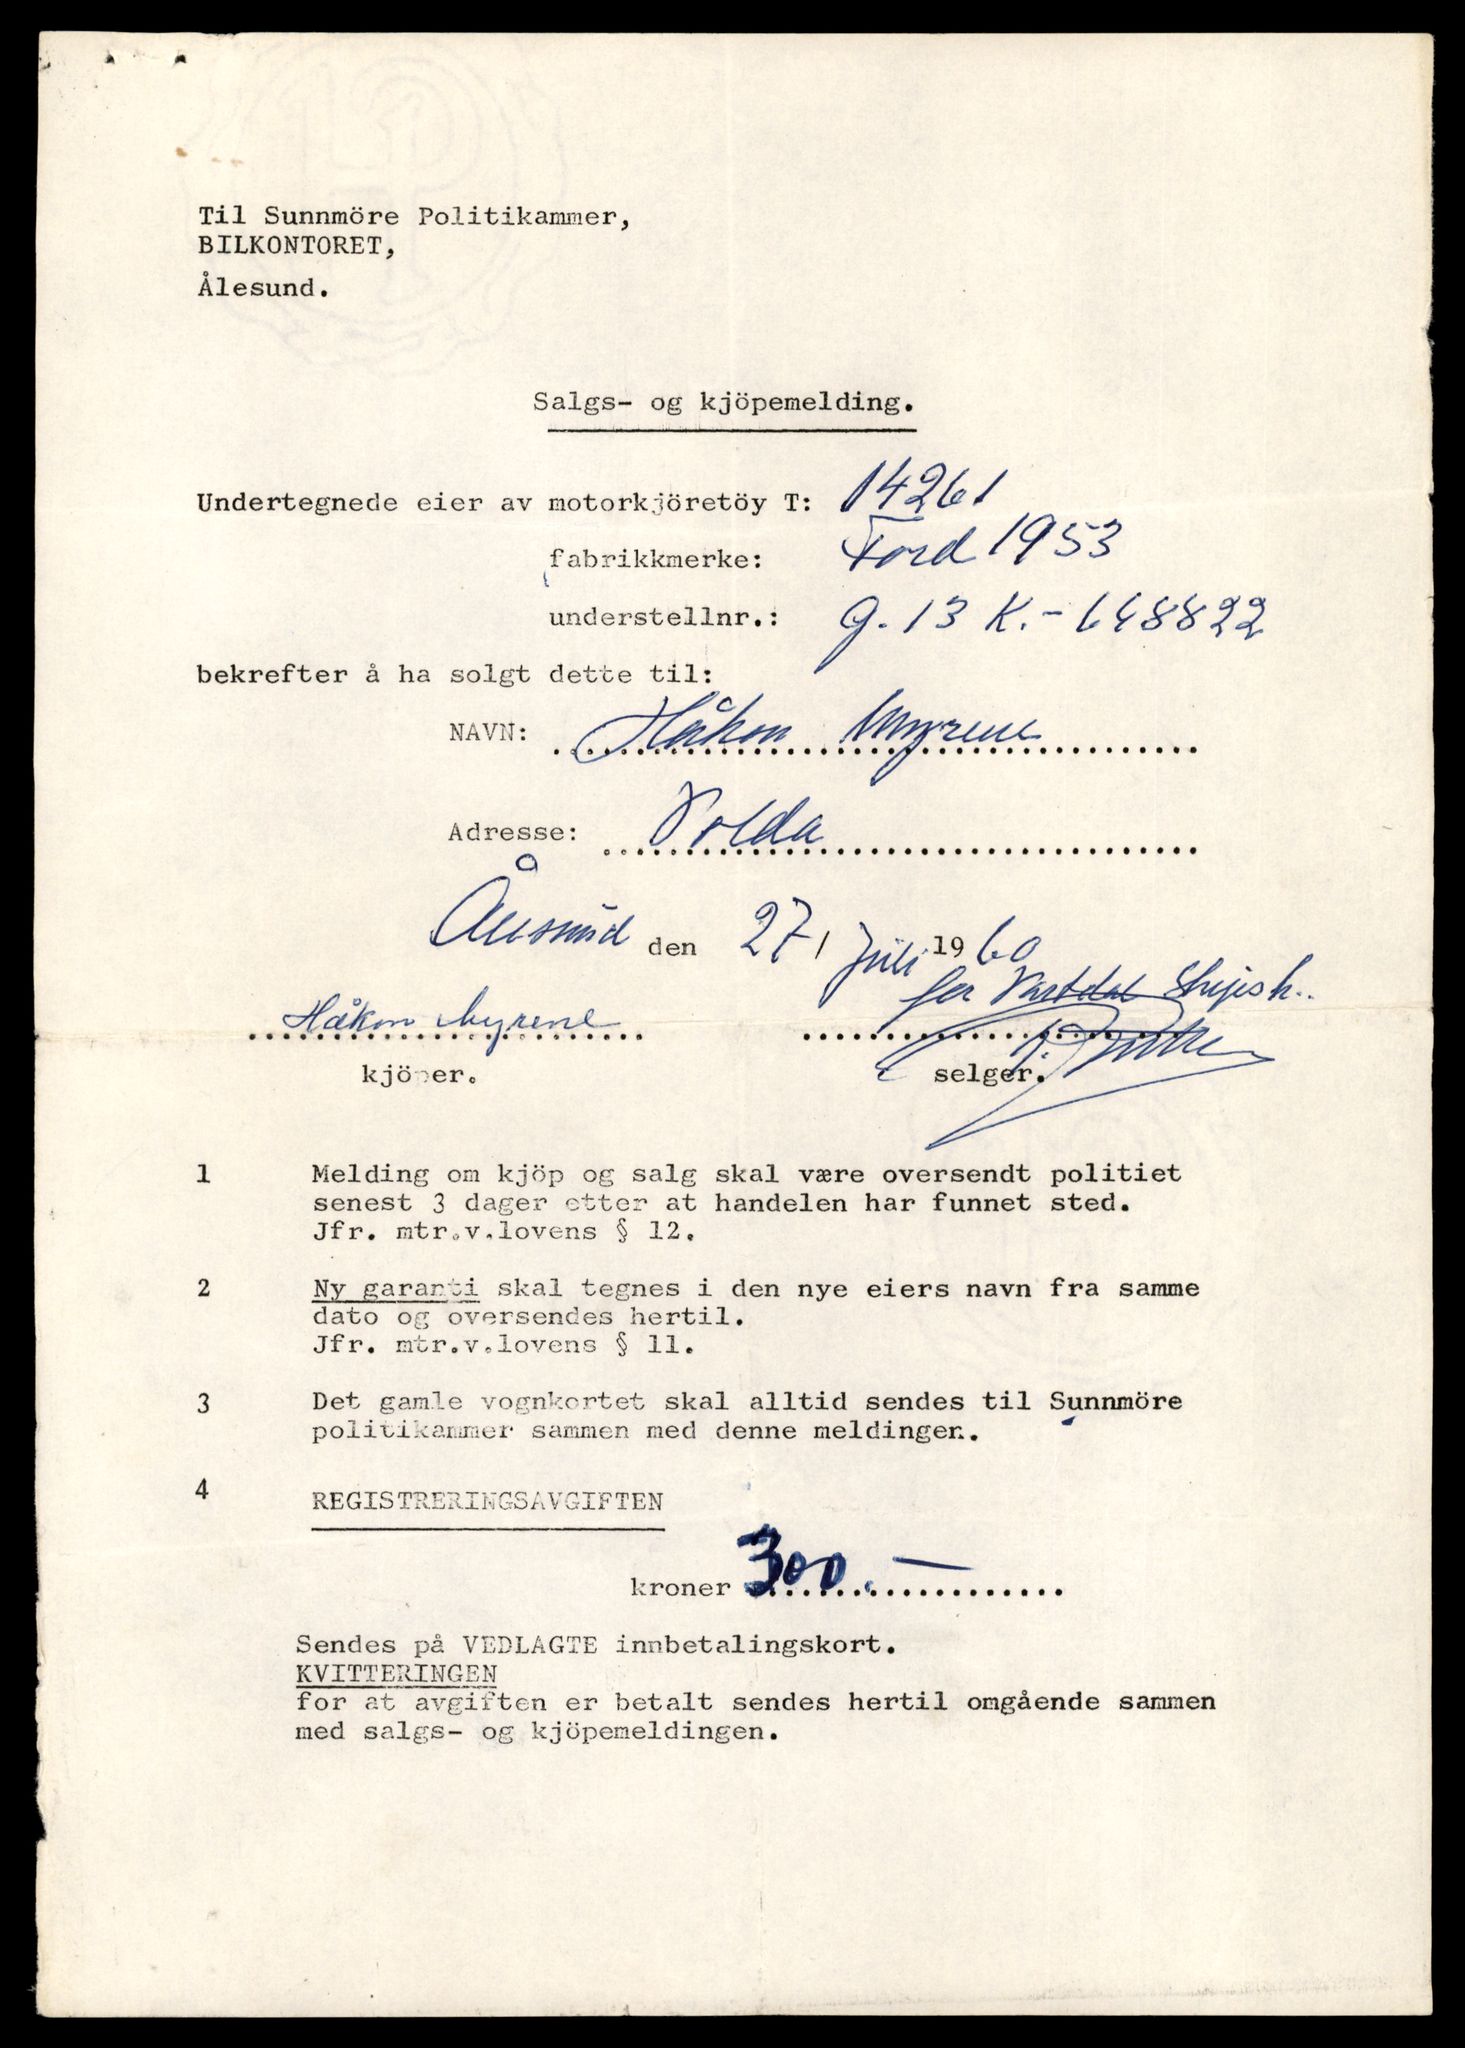 Til Sunnmöre Politikammer,
BILKONTORET,
Ålesund.
Salgs- og kjöpemelding.
Undertegnede eier av motorkjöretöy T: 14261
fabrikkmerke: Ford 1953
understellnr.: g. 13 K. - 648822
bekrefter å ha solgt dette til:
NAVN: Håkon Myrene
Adresse: Volda
Ålesund den 27, Juli 1960
for Vartdal
Håkon Myrene
kjöper. selger.
1 Melding om kjöp og salg skal være oversendt politiet
senest 3 dager etter at handelen har funnet sted.
Jfr. mtr.v.lovens § 12.
2 Ny garanti skal tegnes i den nye eiers navn fra samme
dato og oversendes hertil.
Jfr. mtr.v.lovens § 11.
3 Det gamle vognkortet skal alltid sendes til Sunnmöre
politikammer sammen med denne meldingen.
4 REGISTRERINGSAVGIFTEN
kroner 300.—
Sendes på VEDLAGTE innbetalingskort.
KVITTERINGEN
for at avgiften er betalt sendes hertil omgående sammen
med salgs- og kjöpemeldingen.